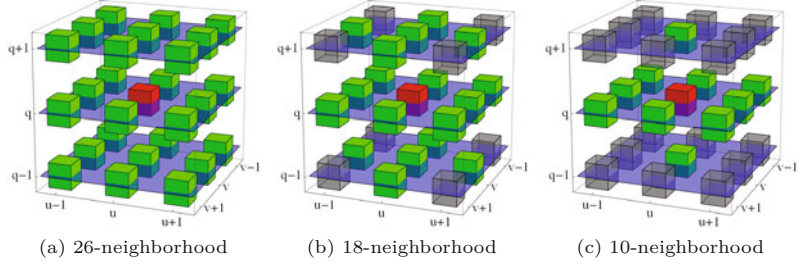 q+1
q
q-1
u-1
u
u+1
v+1
v
v-1
q+1
q
q-1
u-1
u
u+1
v+1
v
v-1
q+1
q
q-1
u-1
u
u+1
v+1
v
v-1
(a) 26-neighborhood
(b) 18-neighborhood
(c) 10-neighborhood